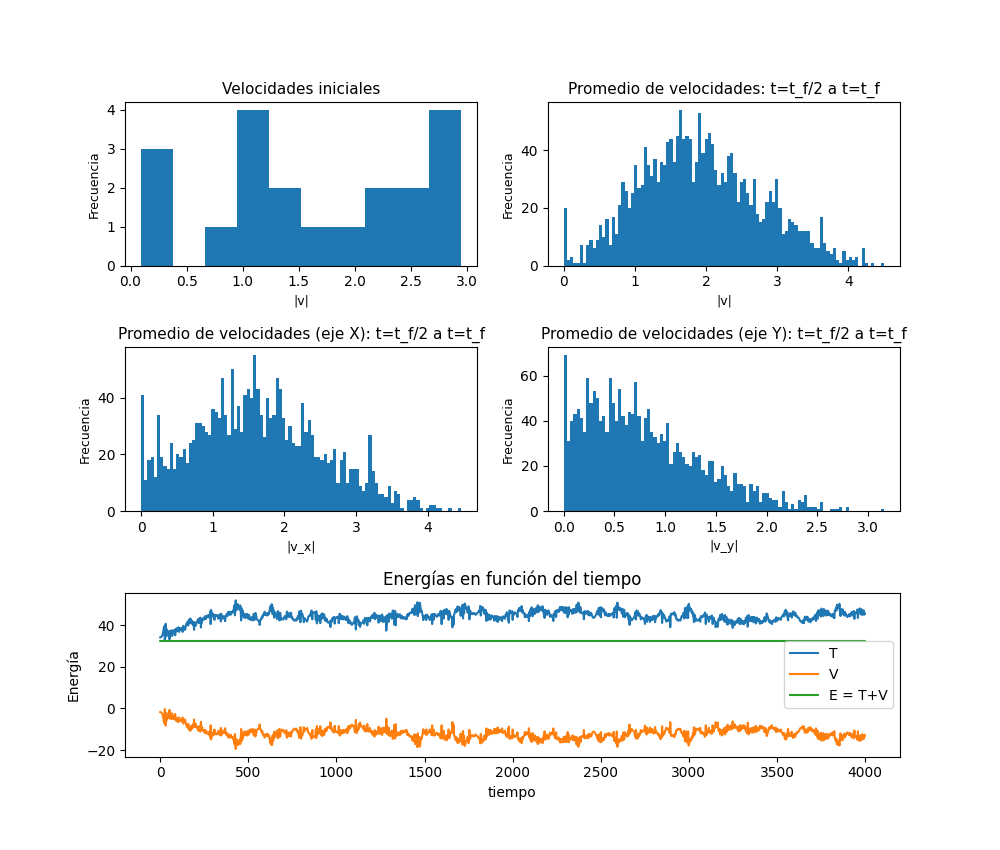 Velocidades iniciales
Frecuencia
4
3
2
1
0
0.0 0.5 1.0 1.5 2.0 2.5 3.0
|v|
Promedio de velocidades: t=t_f/2 a t=t_f
Frecuencia
40
20
0
0 1 2 3 4
|v|
Promedio de velocidades (eje X): t=t_f/2 a t=t_f
Frecuencia
40
20
0
0 1 2 3 4
|v_x|
Promedio de velocidades (eje Y): t=t_f/2 a t=t_f
Frecuencia
60
40
20
0
0.0 0.5 1.0 1.5 2.0 2.5 3.0
|v_y|
Energías en función del tiempo
Energía
40
20
0
−20
T
V
E = T+V
0 500 1000 1500 2000 2500 3000 3500 4000
tiempo